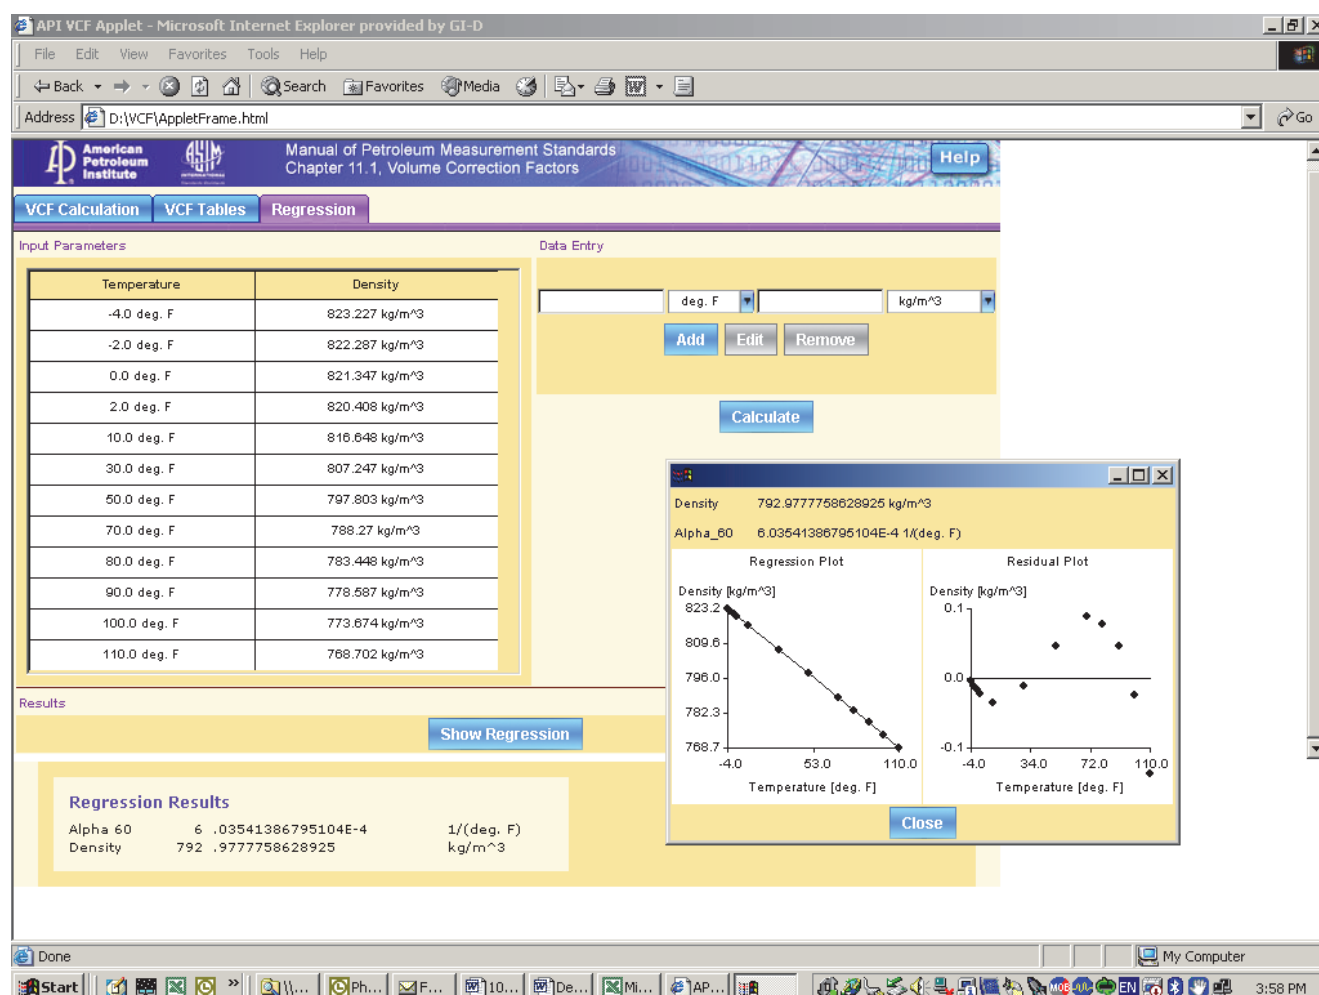 API VCF Applet - Microsoft Internet Explorer provided by GI-D
File Edit View Favorites Tools Help
Back Search Favorites Media
Address D:\VCF\AppletFrame.html Go
American Petroleum Institute
ASTM INTERNATIONAL
Manual of Petroleum Measurement Standards
Chapter 11.1, Volume Correction Factors
Help
VCF Calculation VCF Tables Regression
Input Parameters
Temperature Density
-4.0 deg. F 823.227 kg/m^3
-2.0 deg. F 822.287 kg/m^3
0.0 deg. F 821.347 kg/m^3
2.0 deg. F 820.408 kg/m^3
10.0 deg. F 816.648 kg/m^3
30.0 deg. F 807.247 kg/m^3
50.0 deg. F 797.803 kg/m^3
70.0 deg. F 788.27 kg/m^3
80.0 deg. F 783.448 kg/m^3
90.0 deg. F 778.587 kg/m^3
100.0 deg. F 773.674 kg/m^3
110.0 deg. F 768.702 kg/m^3
Data Entry
deg. F kg/m^3
Add Edit Remove
Calculate
Density 792.9777758628925 kg/m^3
Alpha_60 6.03541386795104E-4 1/(deg. F)
Regression Plot
Density [kg/m^3]
823.2
809.6
796.0
782.3
768.7
-4.0 53.0 110.0
Temperature [deg. F]
Residual Plot
Density [kg/m^3]
0.1
0.0
-0.1
-4.0 34.0 72.0 110.0
Temperature [deg. F]
Close
Results
Show Regression
Regression Results
Alpha 60 6 .03541386795104E-4 1/(deg. F)
Density 792 .9777758628925 kg/m^3
Done My Computer
Start » \\... Ph... F... 10... De... Mi... AP... EN 3:58 PM